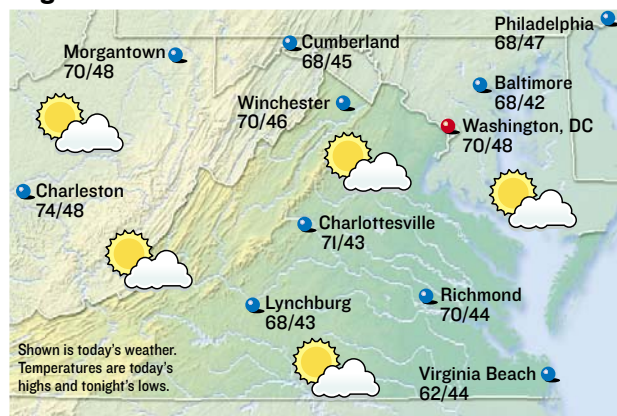 Philadelphia
68/47
Morgantown
70/48
Cumberland
68/45
Baltimore
68/42
Winchester
70/46
Washington, DC
70/48
Charleston
74/48
Charlottesville
71/43
Lynchburg
68/43
Richmond
70/44
Shown is today's weather.
Temperatures are today's
highs and tonight's lows.
Virginia Beach
62/44